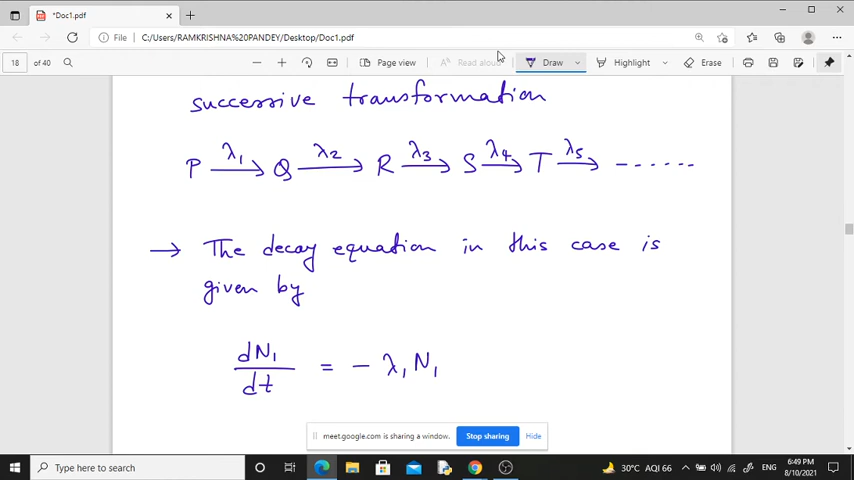 *Doc1.pdf
File C:/Users/RAMKRISHNA%20PANDEY/Desktop/Doc1.pdf
18 of 40 Page view Read aloud Draw Highlight Erase
successive transformation
P λ₁→ Q λ₂→ R λ₃→ S λ₄→ T λ₅→ -......
→ The decay equation in this case is
given by
dN₁/dt = - λ₁N₁
meet.google.com is sharing a window. Stop sharing Hide
Type here to search 30°C AQI 66 ENG 6:49 PM
8/10/2021